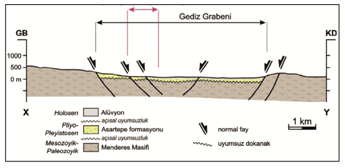 Gediz Grabeni
GB
KD
1000
500
0 m
X
Y
Holosen
Alüvyon
açısal uyumsuzluk
Pliyo-
Pleyistosen
Asartepe formasyonu
açısal uyumsuzluk
Mesozoyik-
Paleozoyik
Menderes Masifi
normal fay
uyumsuz dokanak
1 km